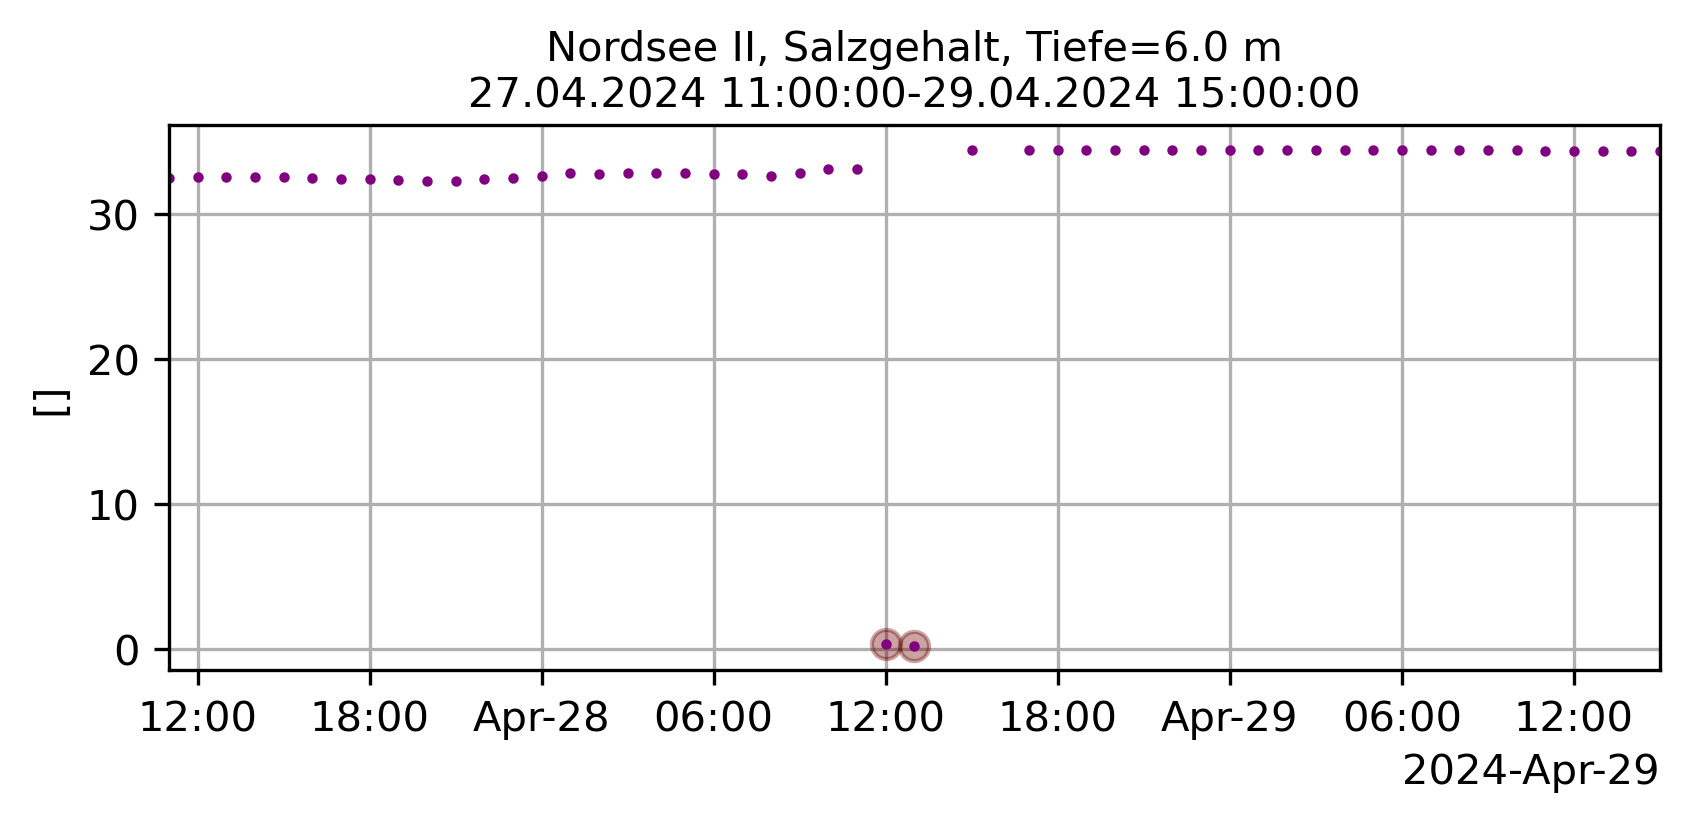 Nordsee II, Salzgehalt, Tiefe=6.0 m
27.04.2024 11:00:00-29.04.2024 15:00:00
30
20
10
0
[]
12:00 18:00 Apr-28 06:00 12:00 18:00 Apr-29 06:00 12:00
2024-Apr-29